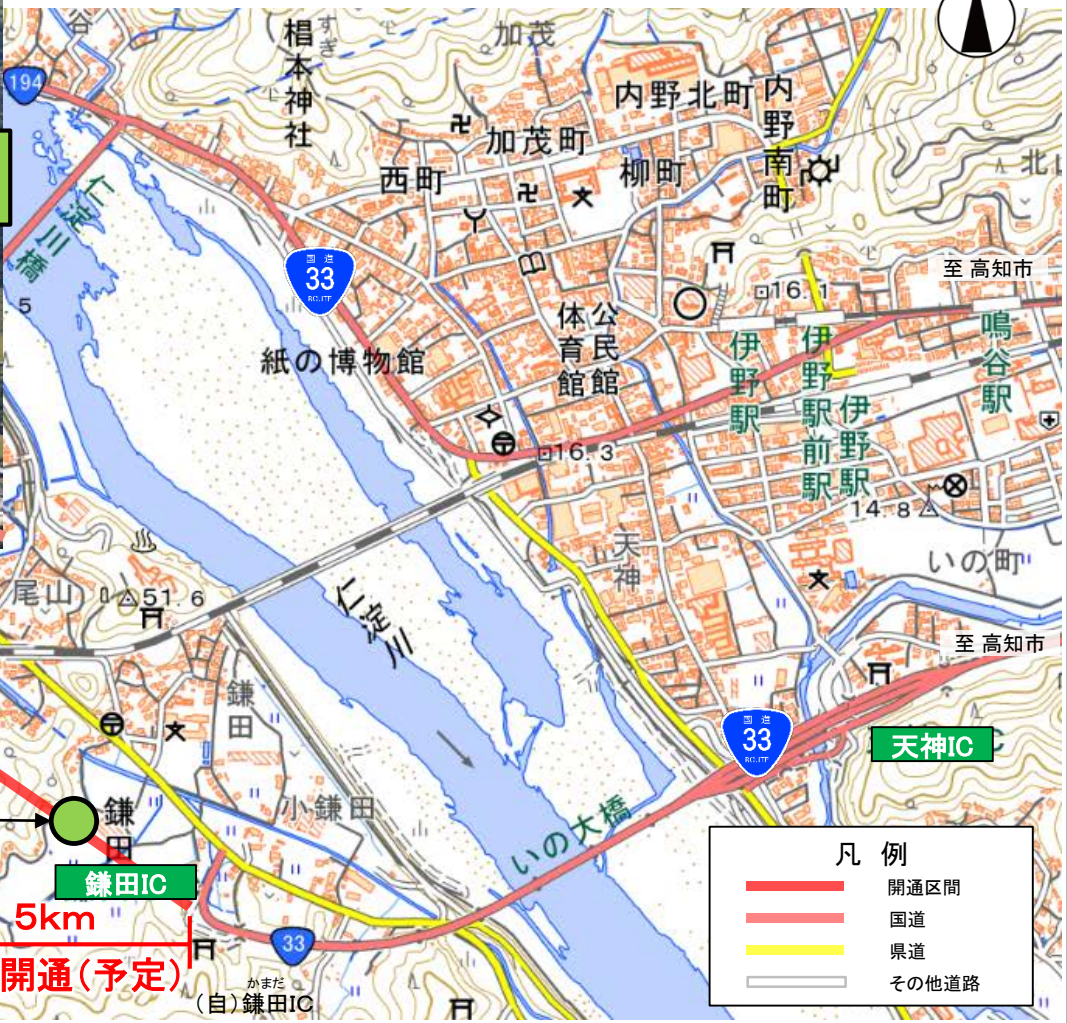 谷
194
椙本神社
すぎ
加茂
内野北町
内野南町
加茂町
柳町
西町
北山
仁淀川橋
国道
33
ROUTE
5
紙の博物館
体育館
公民館
16.1
至 高知市
伊野駅
伊野駅前駅
伊野駅
鳴谷駅
16.3
14.8
天神
いの町
尾山
51.6
仁淀川
至 高知市
鎌田
国道
33
ROUTE
天神IC
小鎌田
いの大橋
鎌田
鎌田IC
5km
開通(予定)
33
かまだ
(自)鎌田IC
凡 例
開通区間
国道
県道
その他道路